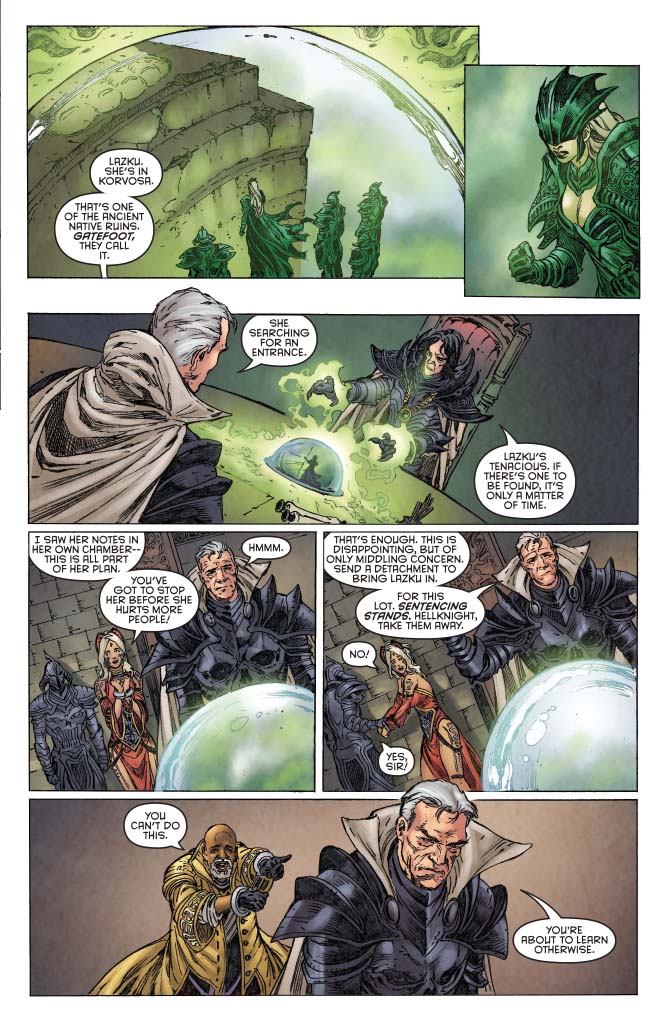 LAZKU.
SHE'S IN
KORVOSA.
THAT'S ONE
OF THE ANCIENT
NATIVE RUINS.
GATEFOOT,
THEY CALL
IT.
SHE
SEARCHING
FOR AN
ENTRANCE.
LAZKU'S
TENACIOUS. IF
THERE'S ONE TO
BE FOUND, IT'S
ONLY A MATTER
OF TIME.
I SAW HER NOTES IN
HER OWN CHAMBER--
THIS IS ALL PART
OF HER PLAN.
HMMM.
YOU'VE
GOT TO STOP
HER BEFORE SHE
HURTS MORE
PEOPLE!
THAT'S ENOUGH. THIS IS
DISAPPOINTING, BUT OF
ONLY MIDDLING CONCERN.
SEND A DETACHMENT TO
BRING LAZKU IN.
FOR THIS
LOT. SENTENCING
STANDS. HELLKNIGHT,
TAKE THEM AWAY.
NO!
YES,
SIR!
YOU
CAN'T DO
THIS.
YOU'RE
ABOUT TO LEARN
OTHERWISE.